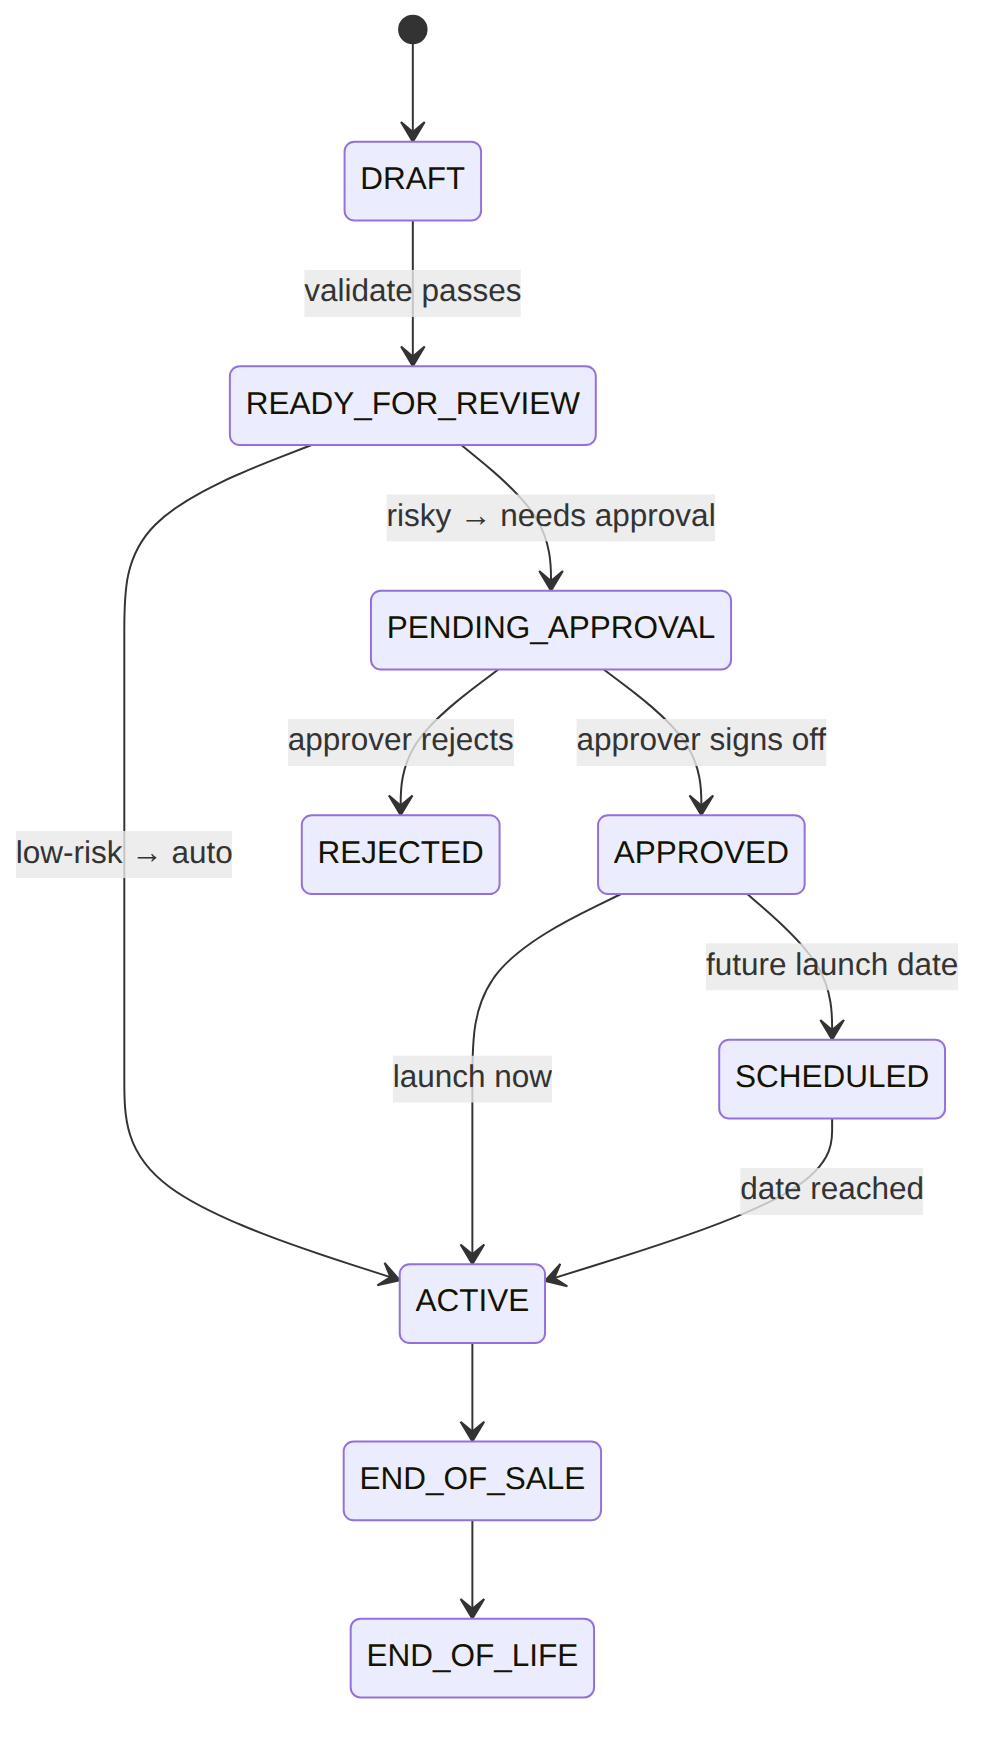 DRAFT
validate passes
READY_FOR_REVIEW
risky → needs approval
PENDING_APPROVAL
approver rejects
approver signs off
low-risk → auto
REJECTED
APPROVED
future launch date
launch now
SCHEDULED
date reached
ACTIVE
END_OF_SALE
END_OF_LIFE